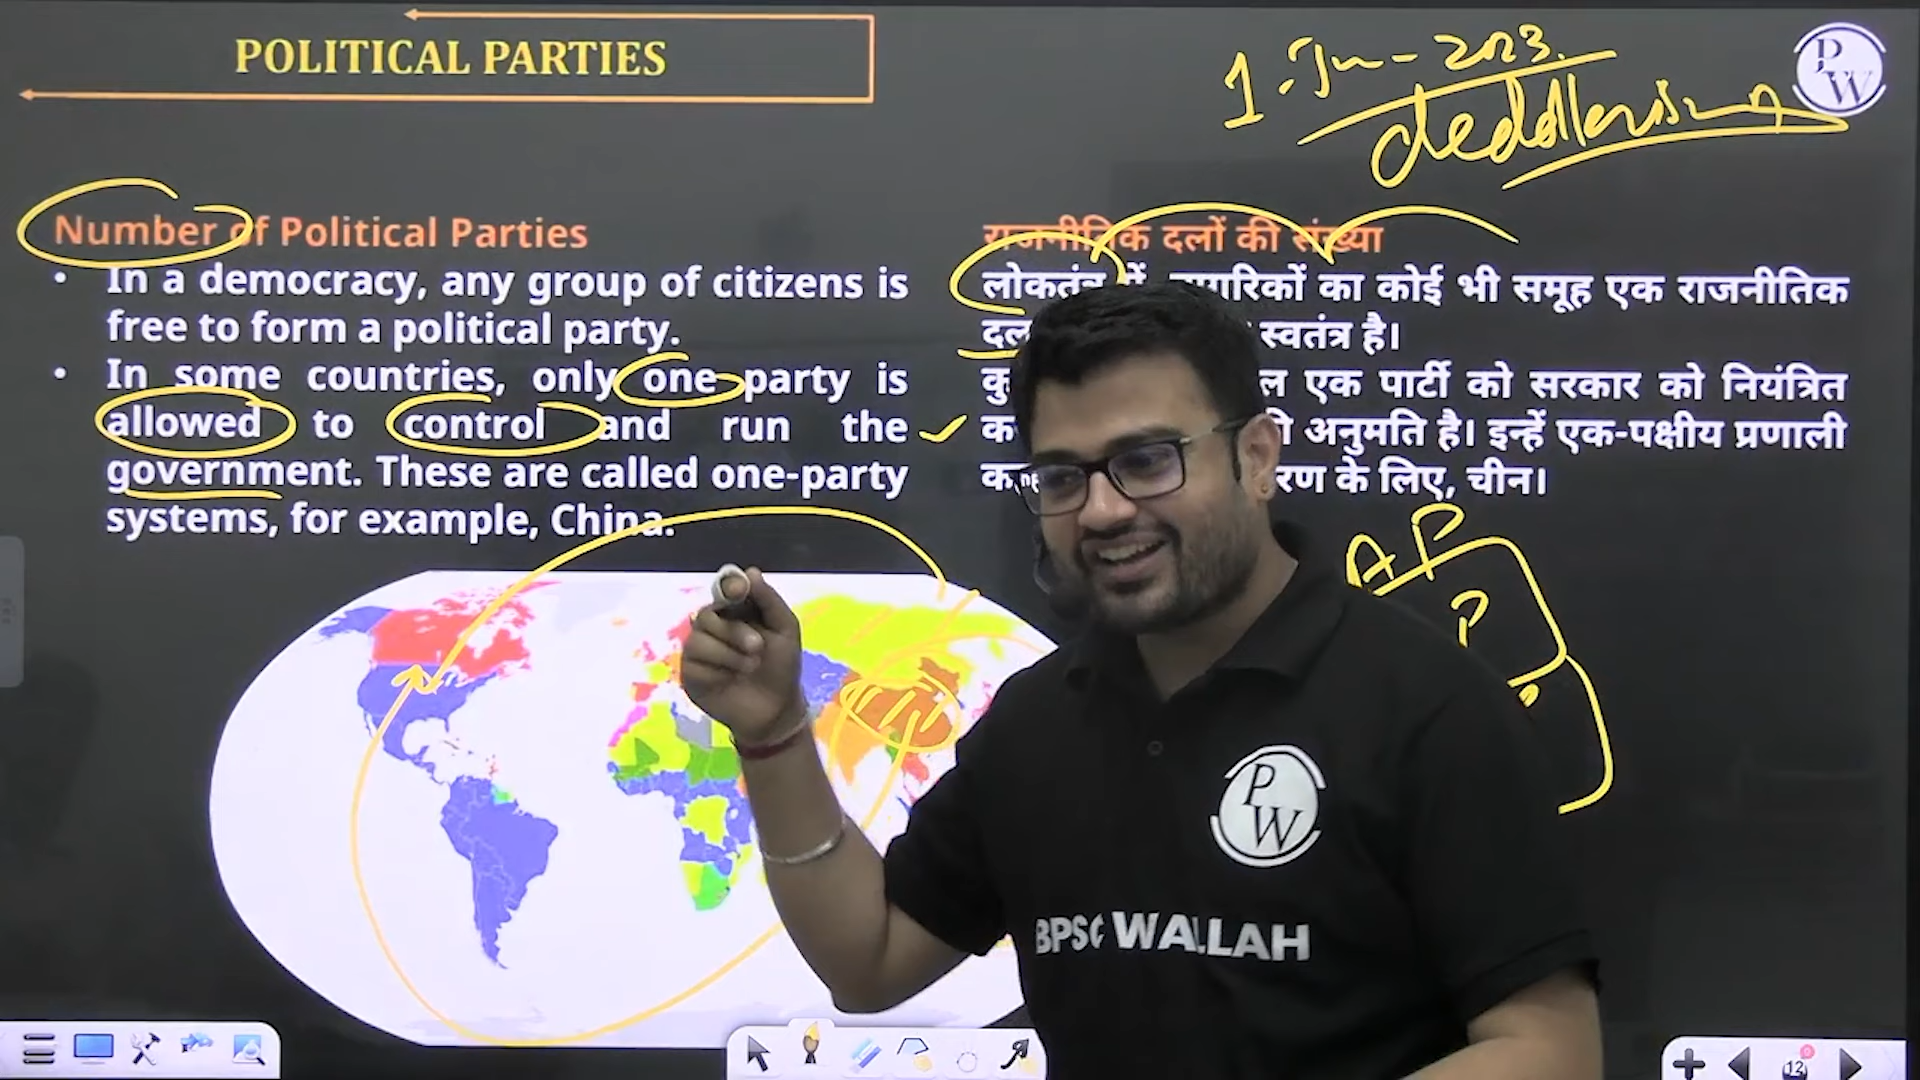 POLITICAL PARTIES
1 - Jun - 2023.
dedollarisun
P
W
Number of Political Parties
• In a democracy, any group of citizens is
free to form a political party.
• In some countries, only one party is
allowed to control and run the
government. These are called one-party
systems, for example, China.
राजनीतिक दलों की संख्या
लोकतंत्र में नागरिकों का कोई भी समूह एक राजनीतिक
दल स्वतंत्र है।
एक पार्टी को सरकार को नियंत्रित
अनुमति है। इन्हें एक-पक्षीय प्रणाली
के लिए, चीन।
P
W
BPSC WALLAH
12